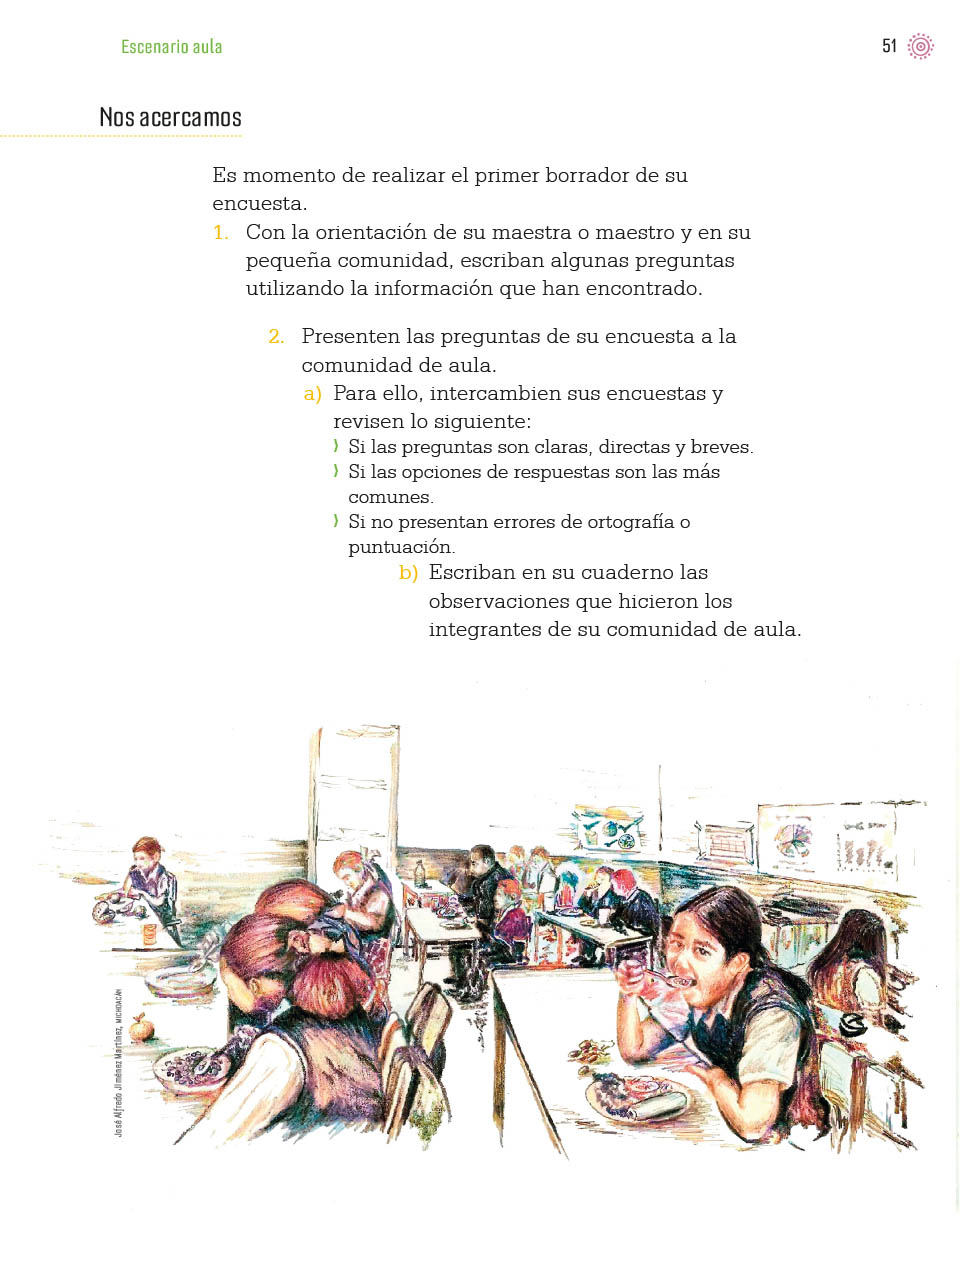 Escenario aula
51
Nos acercamos
Es momento de realizar el primer borrador de su
encuesta.
1. Con la orientación de su maestra o maestro y en su
pequeña comunidad, escriban algunas preguntas
utilizando la información que han encontrado.
2. Presenten las preguntas de su encuesta a la
comunidad de aula.
a) Para ello, intercambien sus encuestas y
revisen lo siguiente:
⟩ Si las preguntas son claras, directas y breves.
⟩ Si las opciones de respuestas son las más
comunes.
⟩ Si no presentan errores de ortografía o
puntuación.
b) Escriban en su cuaderno las
observaciones que hicieron los
integrantes de su comunidad de aula.
José Alfredo Jiménez Martínez, MICHOACÁN